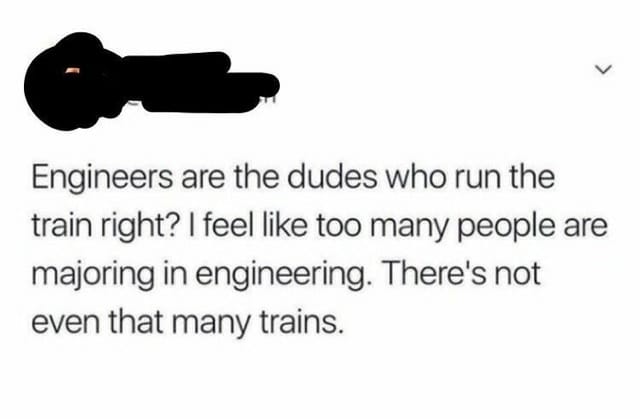 Engineers are the dudes who run the
train right? I feel like too many people are
majoring in engineering. There's not
even that many trains.